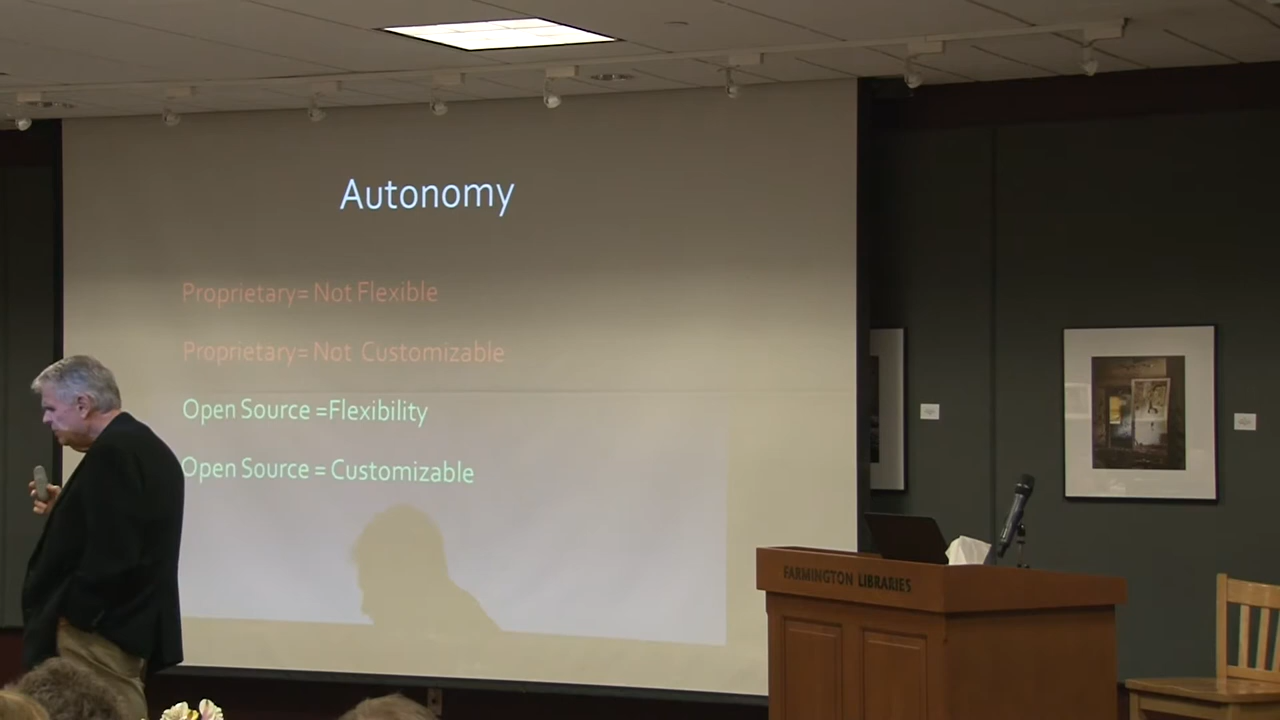 Autonomy
Proprietary= Not Flexible
Proprietary= Not Customizable
Open Source =Flexibility
Open Source = Customizable
FARMINGTON LIBRARIES